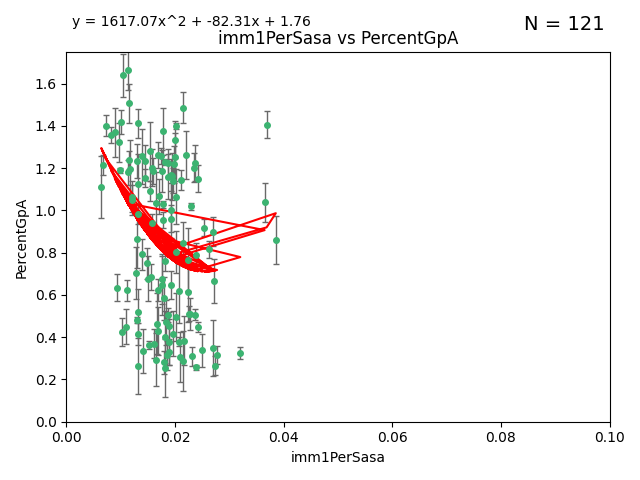 y = 1617.07x^2 + -82.31x + 1.76
N = 121
imm1PerSasa vs PercentGpA
PercentGpA
1.6
1.4
1.2
1.0
0.8
0.6
0.4
0.2
0.0
0.00 0.02 0.04 0.06 0.08 0.10
imm1PerSasa